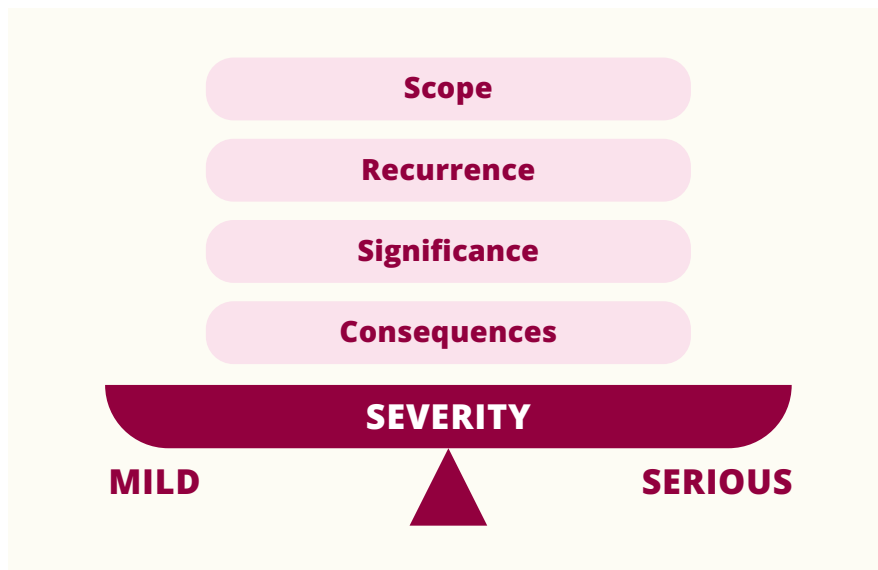 Scope
Recurrence
Significance
Consequences
SEVERITY
MILD
SERIOUS